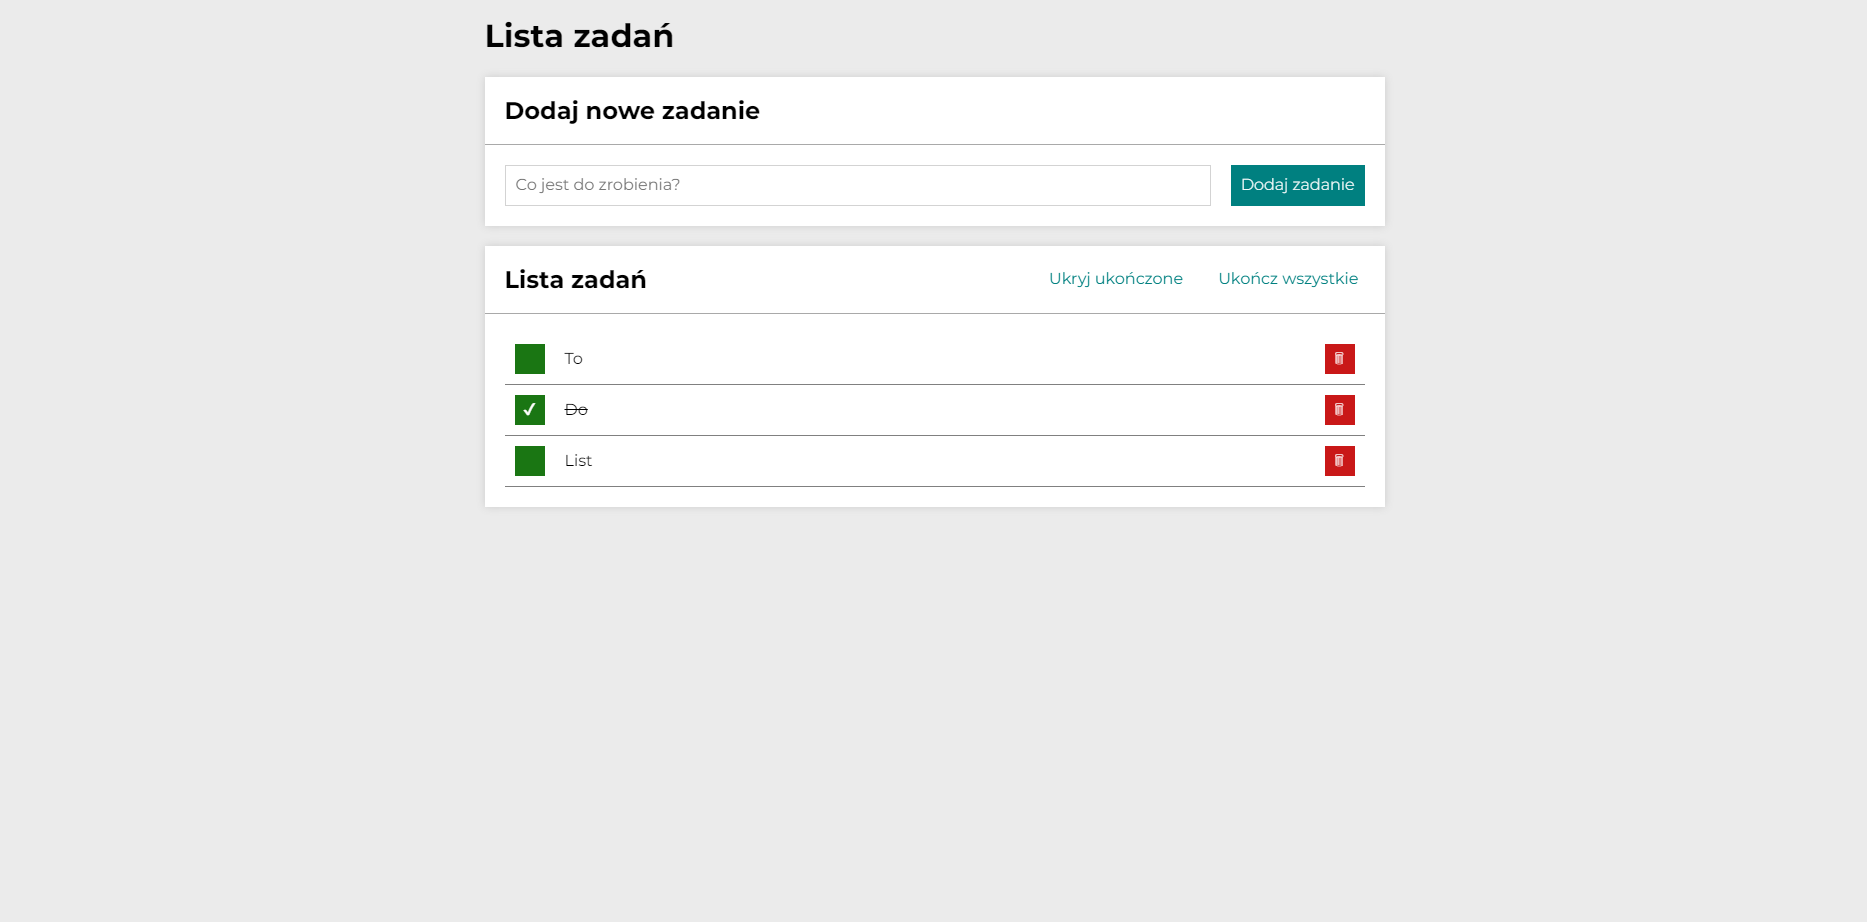 Lista zadań
Dodaj nowe zadanie
Co jest do zrobienia?
Dodaj zadanie
Lista zadań
Ukryj ukończone
Ukończ wszystkie
To
Do
List